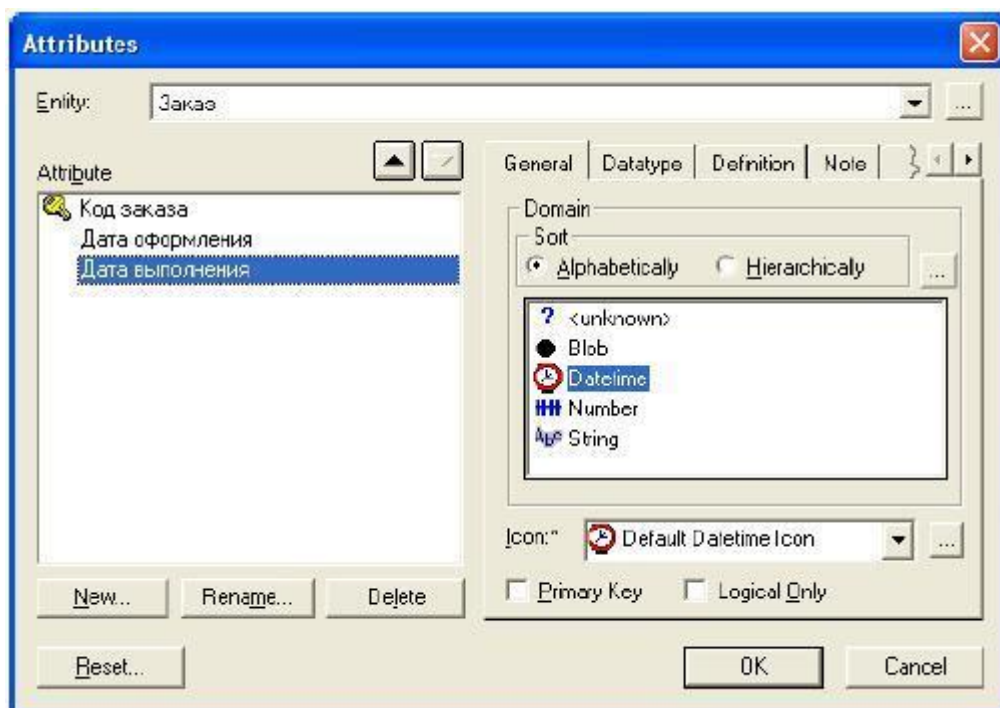 Attributes
Entity: Заказ ...
Attribute
Код заказа
Дата оформления
Дата выполнения
New... Rename... Delete
General Datatype Definition Note
Domain
Sort
Alphabetically Hierarchically ...
? <unknown>
Blob
Datetime
Number
String
Icon:* Default Datetime Icon ...
Primary Key Logical Only
Reset... OK Cancel